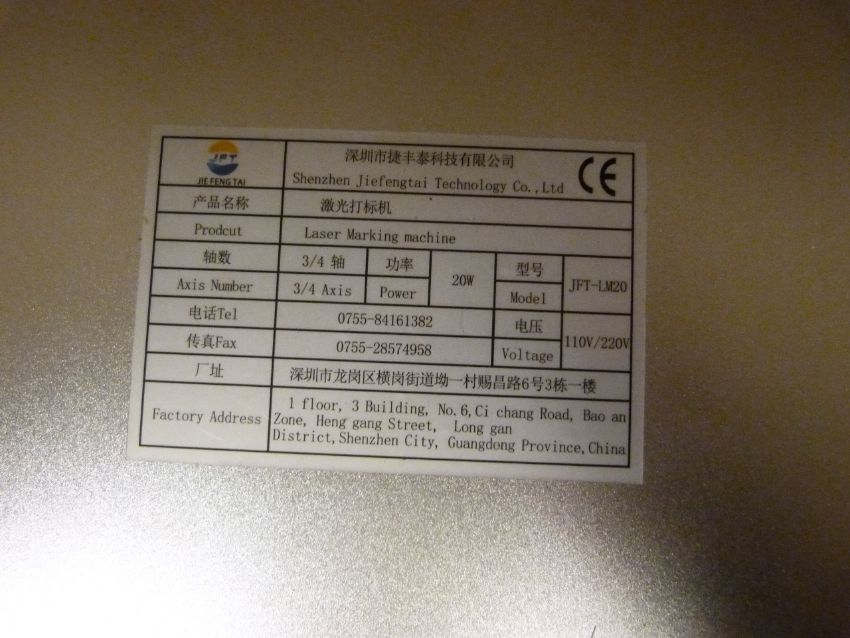 JFT
JIE FENG TAI
深圳市捷丰泰科技有限公司
Shenzhen Jiefengtai Technology Co.,Ltd
CE
产品名称
激光打标机
Prodcut
Laser Marking machine
轴数
3/4 轴
功率
20W
型号
JFT-LM20
Axis Number
3/4 Axis
Power
Model
电话Tel
0755-84161382
电压
110V/220V
传真Fax
0755-28574958
Voltage
厂址
深圳市龙岗区横岗街道坳一村赐昌路6号3栋一楼
Factory Address
1 floor, 3 Building, No.6,Ci chang Road, Bao an
Zone, Heng gang Street, Long gan
District,Shenzhen City, Guangdong Province,China